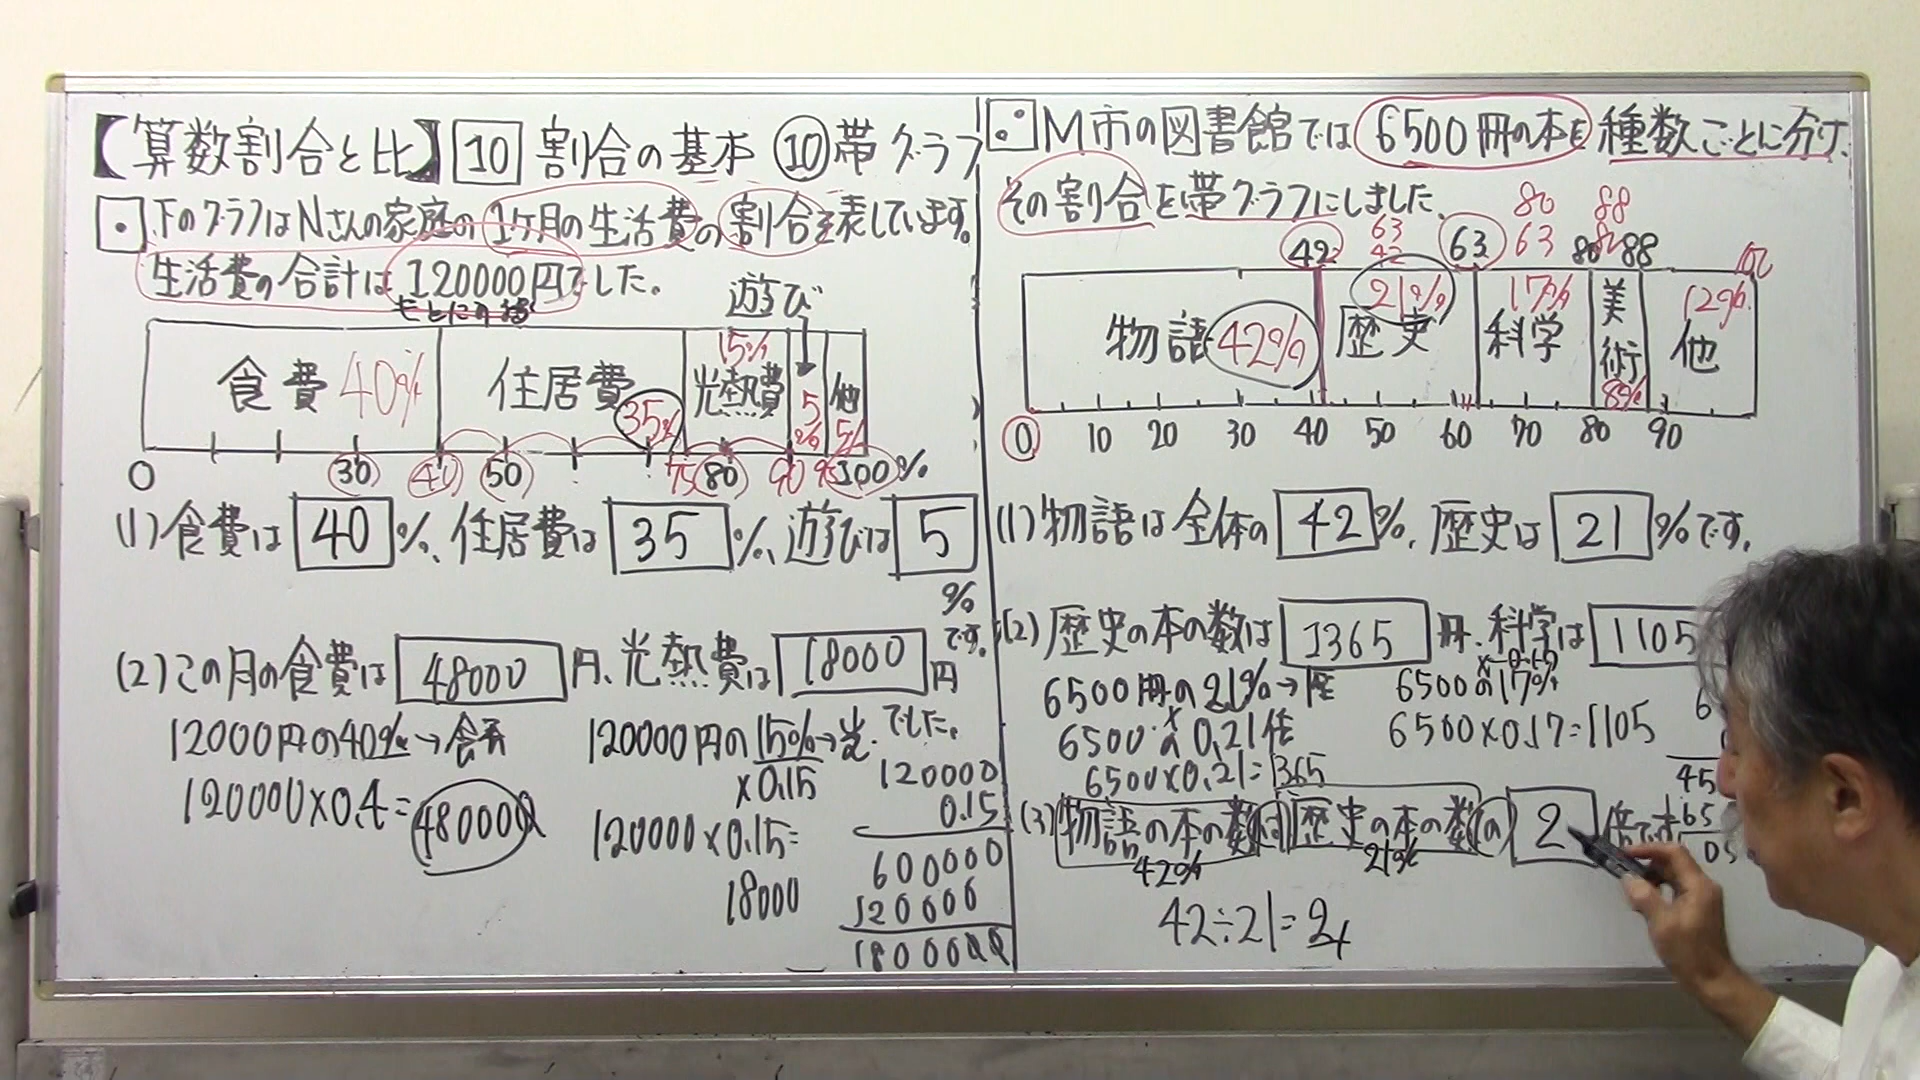 【算数割合と比】 10 割合の基本 ⑩帯グラフ
下のグラフはNさんの家庭の1ヶ月の生活費の割合を表しています。
生活費の合計は120000円でした。
遊び
食費 40%
住居費 35%
光熱費 15%
5%
他 5%
0 30 40 50 75 80 90 95 100%
(1)食費は 40 %、住居費は 35 %、遊びは 5
%
です。
(2)この月の食費は 48000 円、光熱費は 18000 円
でした。
12000円の40%→食
120000×0.4=48000
120000円の15%→光
×0.15
120000×0.15=
18000
120000
0.15
600000
120000
1800000
M市の図書館では6500冊の本を種数ごとに分け、
その割合を帯グラフにしました。
80 88
63 63 80
42 42 63 80 88
物語 42%
歴史 21%
科学 17%
美術 8%
他 12%
0 10 20 30 40 50 60 70 80 90
(1)物語は全体の 42 %、歴史は 21 %です。
(2)歴史の本の数は 1365 冊、科学は 1105
6500冊の21%→歴
6500の0.21倍
×
6500×0.21=1365
6500の17%
×0.17
6500×0.17=1105
(3)物語の本の数は歴史の本の数の 2 倍です
42% 21%
42÷21=2